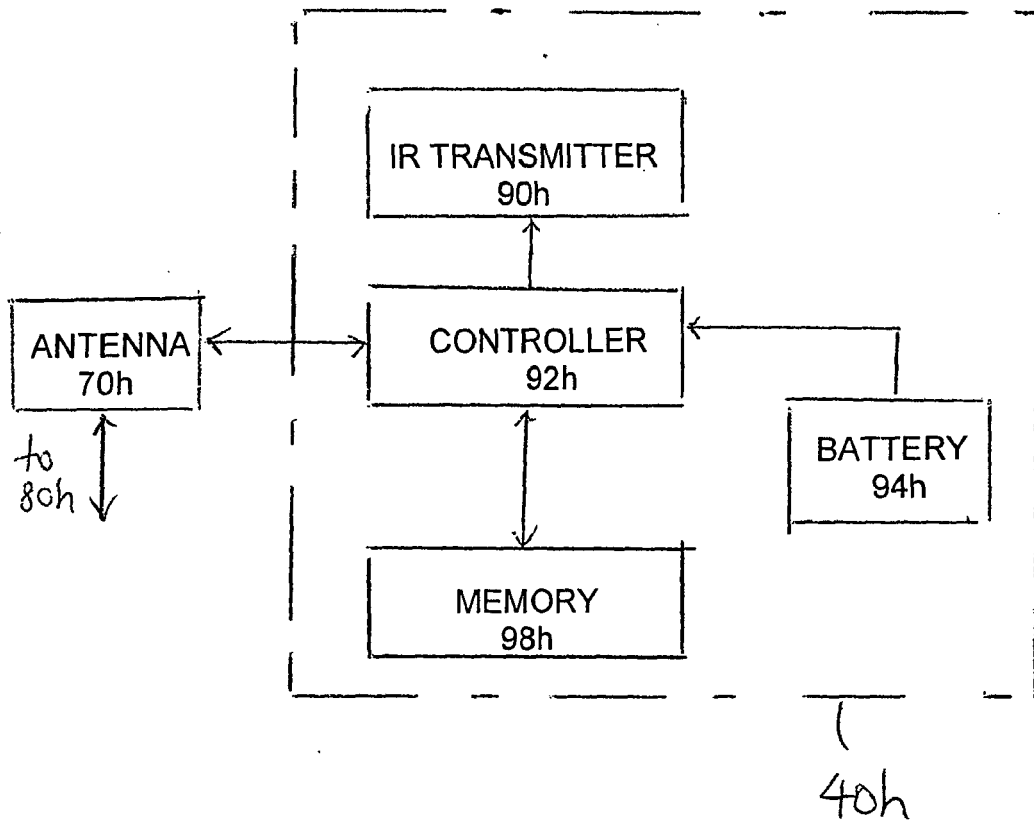 IR TRANSMITTER
90h
ANTENNA
70h
CONTROLLER
92h
to
80h
BATTERY
94h
MEMORY
98h
40h